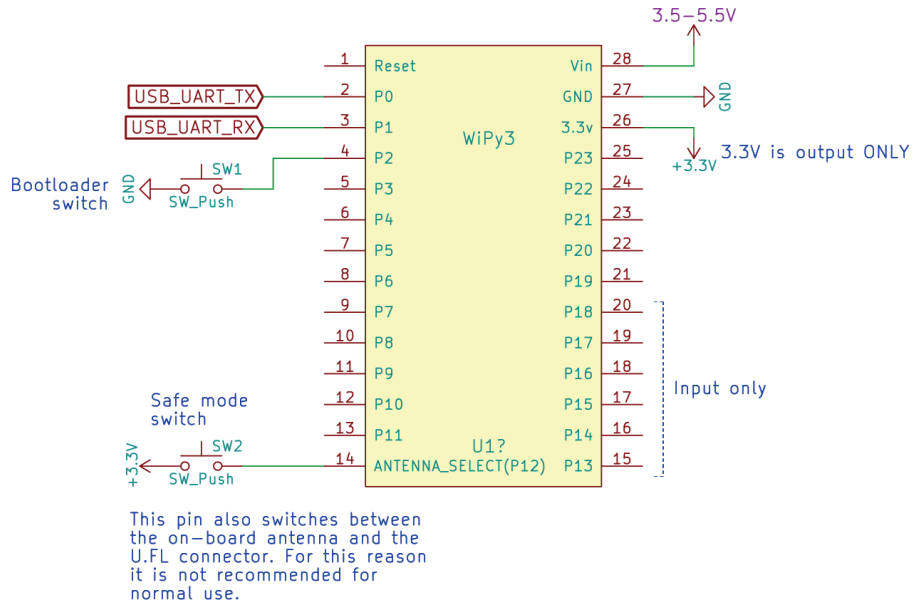 3.5-5.5V
1 Reset Vin 28
USB_UART_TX 2 P0 GND 27 GND
USB_UART_RX 3 P1 WiPy3 3.3v 26
4 P2 P23 25
+3.3V
3.3V is output ONLY
Bootloader
switch
GND
SW1
SW_Push
5 P3 P22 24
6 P4 P21 23
7 P5 P20 22
8 P6 P19 21
9 P7 P18 20
10 P8 P17 19
11 P9 P16 18
Input only
12 P10 P15 17
13 P11 P14 16
U1?
14 ANTENNA_SELECT(P12) P13 15
Safe mode
switch
+3.3V
SW2
SW_Push
This pin also switches between
the on-board antenna and the
U.FL connector. For this reason
it is not recommended for
normal use.